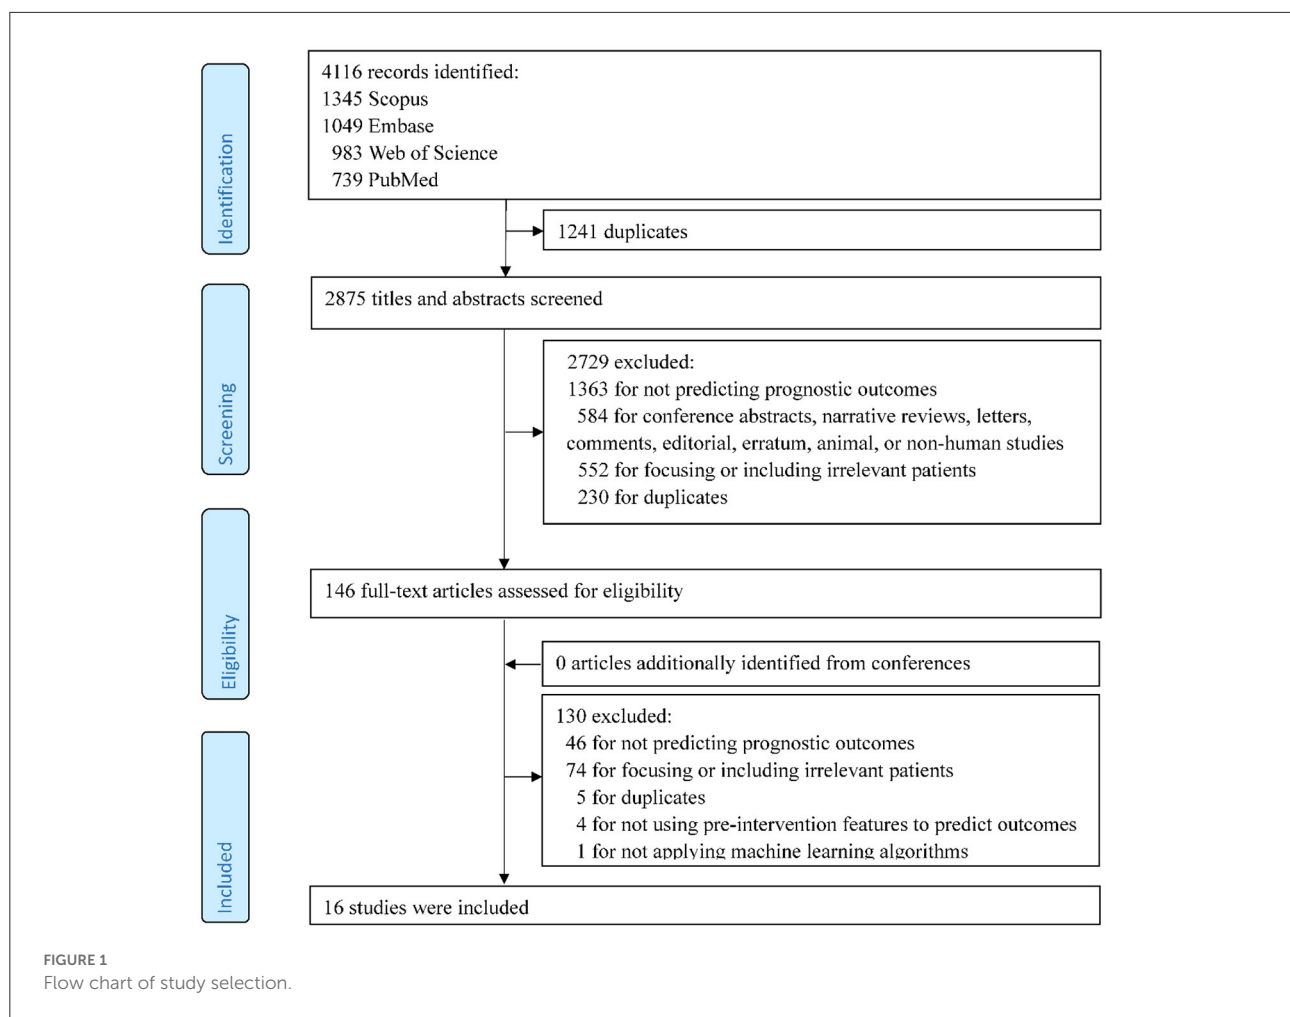 Identification
4116 records identified:
1345 Scopus
1049 Embase
983 Web of Science
739 PubMed
1241 duplicates
Screening
2875 titles and abstracts screened
2729 excluded:
1363 for not predicting prognostic outcomes
584 for conference abstracts, narrative reviews, letters,
comments, editorial, erratum, animal, or non-human studies
552 for focusing or including irrelevant patients
230 for duplicates
Eligibility
146 full-text articles assessed for eligibility
0 articles additionally identified from conferences
130 excluded:
46 for not predicting prognostic outcomes
74 for focusing or including irrelevant patients
5 for duplicates
4 for not using pre-intervention features to predict outcomes
1 for not applying machine learning algorithms
Included
16 studies were included
FIGURE 1
Flow chart of study selection.